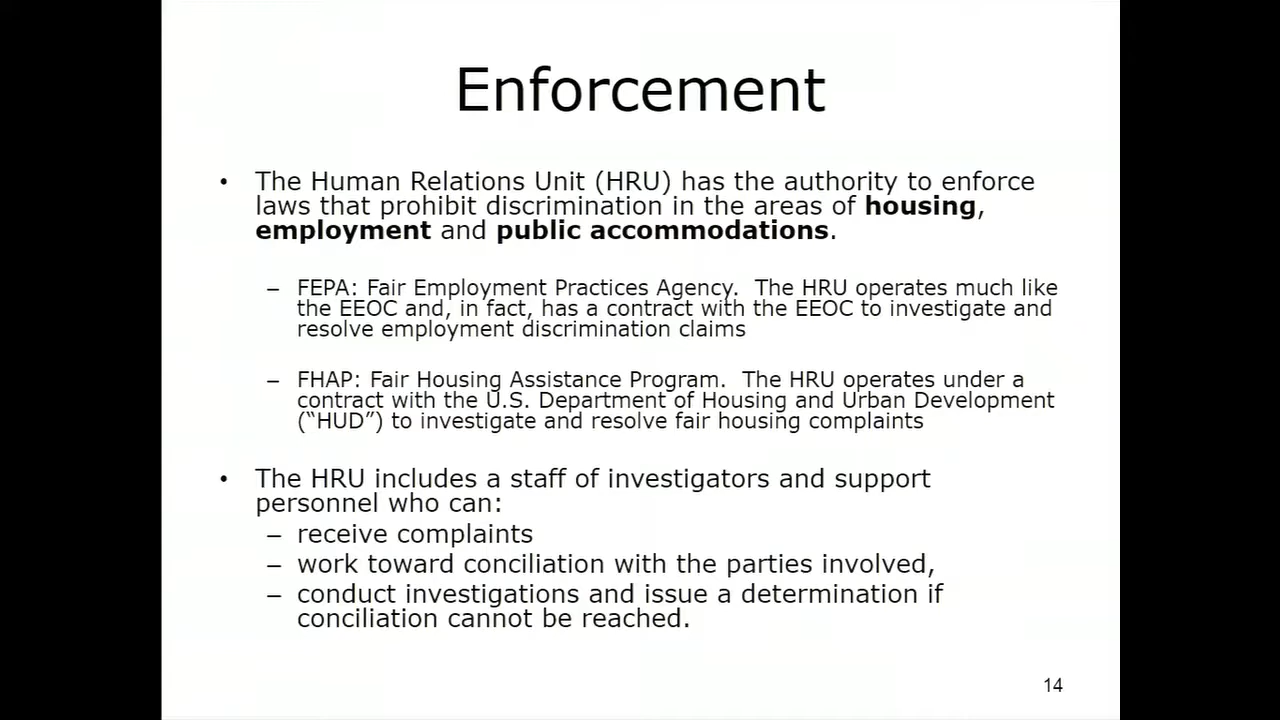 Enforcement
• The Human Relations Unit (HRU) has the authority to enforce
laws that prohibit discrimination in the areas of housing,
employment and public accommodations.
– FEPA: Fair Employment Practices Agency.  The HRU operates much like
the EEOC and, in fact, has a contract with the EEOC to investigate and
resolve employment discrimination claims
– FHAP: Fair Housing Assistance Program.  The HRU operates under a
contract with the U.S. Department of Housing and Urban Development
(“HUD”) to investigate and resolve fair housing complaints
• The HRU includes a staff of investigators and support
personnel who can:
– receive complaints
– work toward conciliation with the parties involved,
– conduct investigations and issue a determination if
conciliation cannot be reached.
14